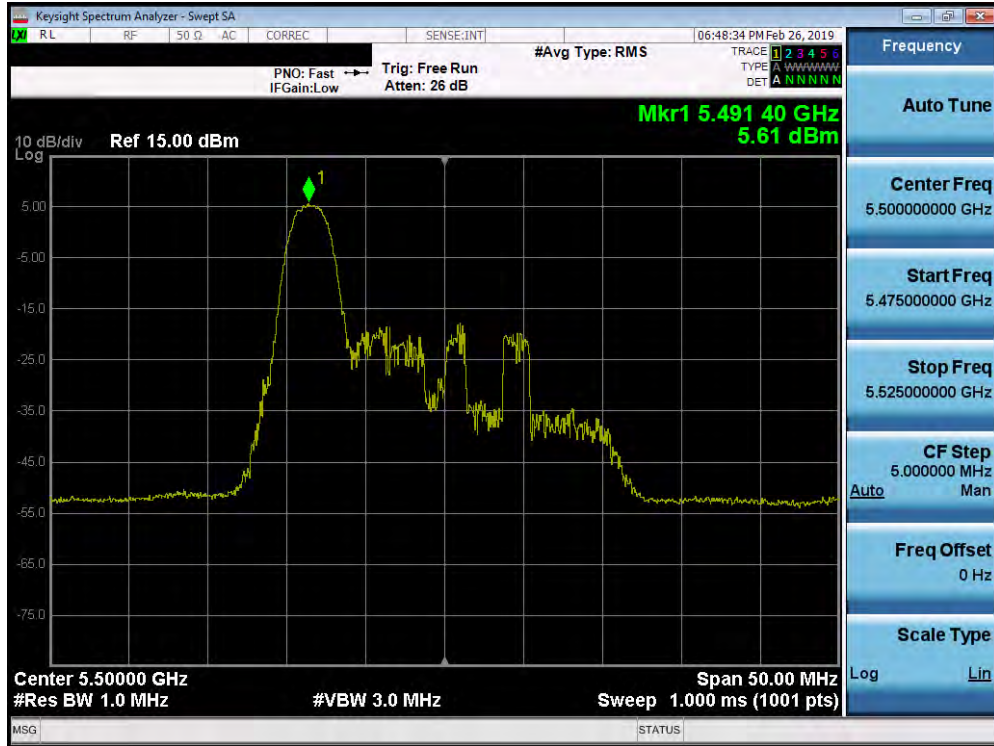 Keysight Spectrum Analyzer - Swept SA
LXI RL RF 50 Ω AC CORREC SENSE:INT 06:48:34 PM Feb 26, 2019
#Avg Type: RMS TRACE 1 2 3 4 5 6
PNO: Fast Trig: Free Run TYPE A WWWWW
IFGain:Low Atten: 26 dB DET A N N N N N
Mkr1 5.491 40 GHz
5.61 dBm
10 dB/div Ref 15.00 dBm
Log
1
5.00
-5.00
-15.0
-25.0
-35.0
-45.0
-55.0
-65.0
-75.0
Center 5.50000 GHz Span 50.00 MHz
#Res BW 1.0 MHz #VBW 3.0 MHz Sweep 1.000 ms (1001 pts)
MSG STATUS
Frequency
Auto Tune
Center Freq
5.500000000 GHz
Start Freq
5.475000000 GHz
Stop Freq
5.525000000 GHz
CF Step
5.000000 MHz
Auto Man
Freq Offset
0 Hz
Scale Type
Log Lin